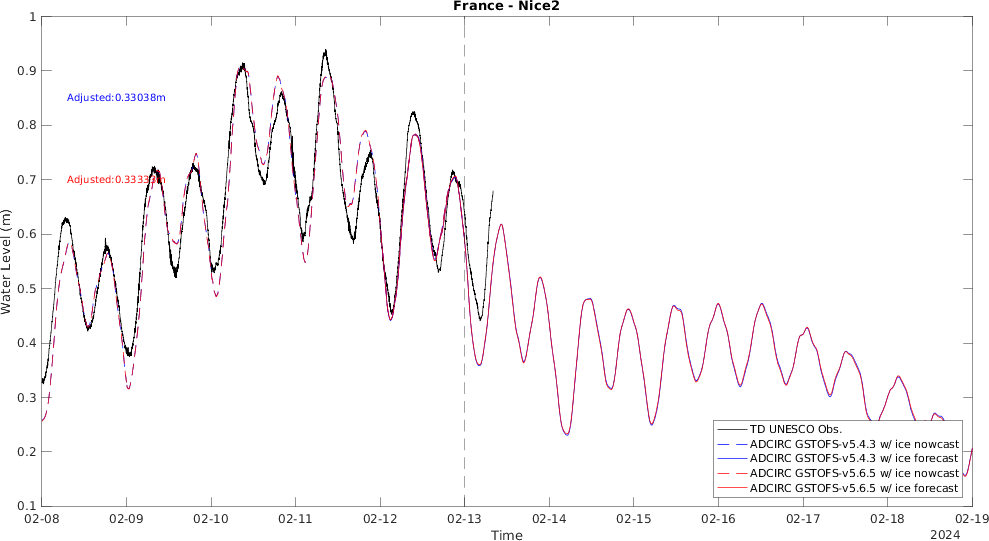 France - Nice2
Water Level (m)
1
0.9
0.8
0.7
0.6
0.5
0.4
0.3
0.2
0.1
Adjusted:0.33038m
TD UNESCO Obs.
ADCIRC GSTOFS-v5.4.3 w/ ice nowcast
ADCIRC GSTOFS-v5.4.3 w/ ice forecast
ADCIRC GSTOFS-v5.6.5 w/ ice nowcast
ADCIRC GSTOFS-v5.6.5 w/ ice forecast
02-08
02-09
02-10
02-11
02-12
02-13
02-14
02-15
02-16
02-17
02-18
02-19
Time
2024